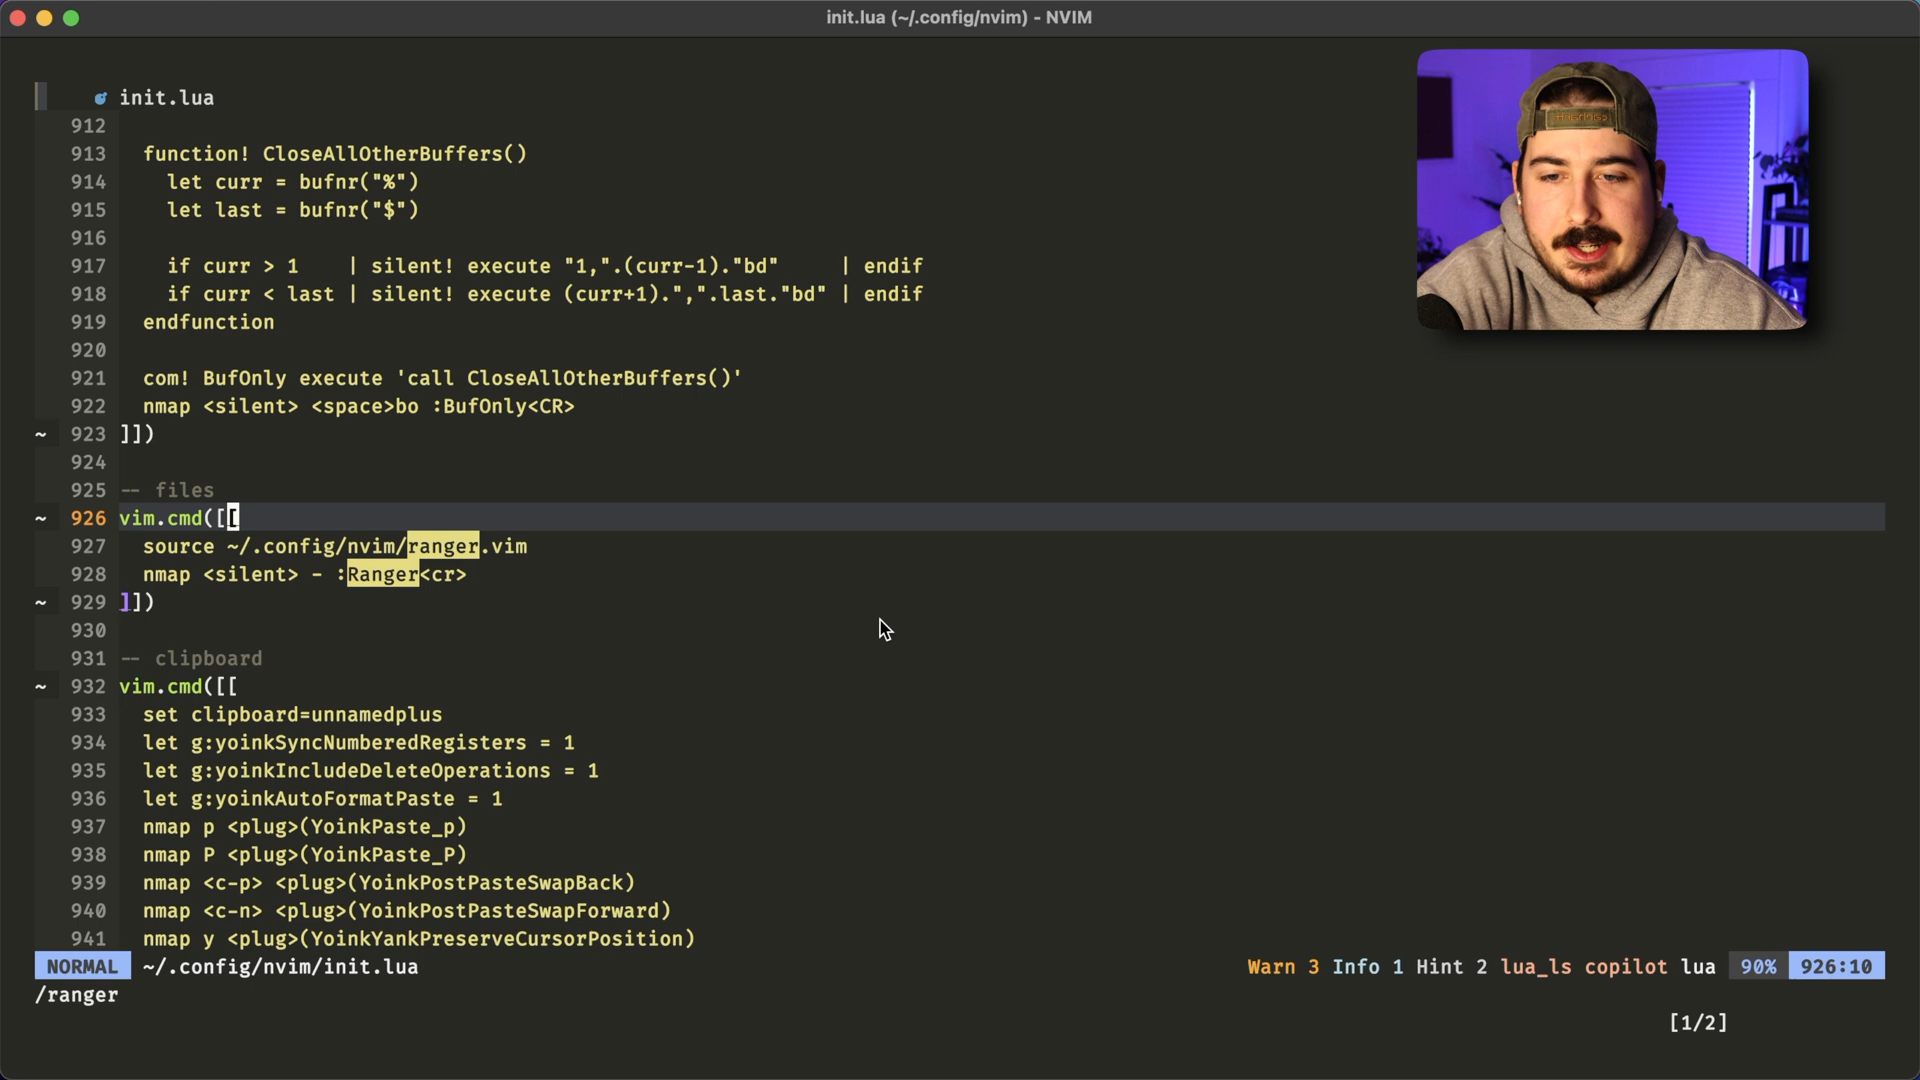 init.lua (~/.config/nvim) - NVIM
init.lua
912
913 function! CloseAllOtherBuffers()
914 let curr = bufnr("%")
915 let last = bufnr("$")
916
917 if curr > 1 | silent! execute "1,".(curr-1)."bd" | endif
918 if curr < last | silent! execute (curr+1).",".last."bd" | endif
919 endfunction
920
921 com! BufOnly execute 'call CloseAllOtherBuffers()'
922 nmap <silent> <space>bo :BufOnly<CR>
~ 923 ]])
924
925 -- files
~ 926 vim.cmd([[
927 source ~/.config/nvim/ranger.vim
928 nmap <silent> - :Ranger<cr>
~ 929 ]])
930
931 -- clipboard
~ 932 vim.cmd([[
933 set clipboard=unnamedplus
934 let g:yoinkSyncNumberedRegisters = 1
935 let g:yoinkIncludeDeleteOperations = 1
936 let g:yoinkAutoFormatPaste = 1
937 nmap p <plug>(YoinkPaste_p)
938 nmap P <plug>(YoinkPaste_P)
939 nmap <c-p> <plug>(YoinkPostPasteSwapBack)
940 nmap <c-n> <plug>(YoinkPostPasteSwapForward)
941 nmap y <plug>(YoinkYankPreserveCursorPosition)
NORMAL ~/.config/nvim/init.lua Warn 3 Info 1 Hint 2 lua_ls copilot lua 90% 926:10
/ranger
[1/2]